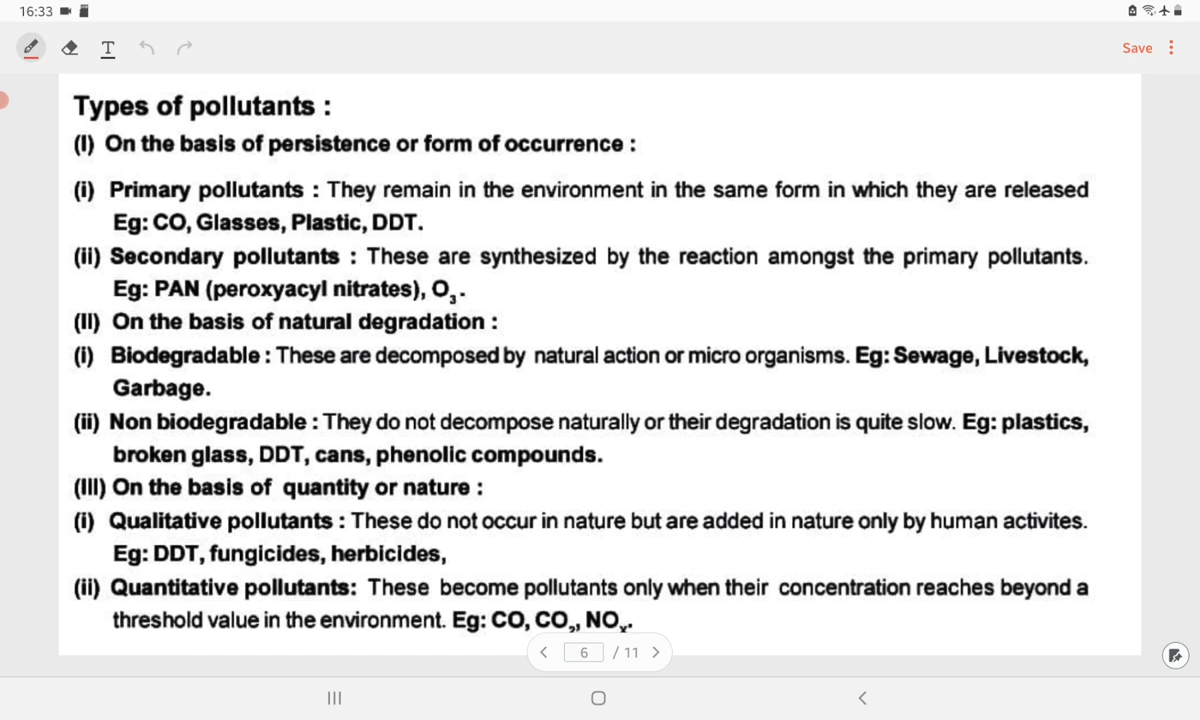 16:33
T
Save
Types of pollutants :
(I) On the basis of persistence or form of occurrence :
(i) Primary pollutants : They remain in the environment in the same form in which they are released
Eg: CO, Glasses, Plastic, DDT.
(ii) Secondary pollutants : These are synthesized by the reaction amongst the primary pollutants.
Eg: PAN (peroxyacyl nitrates), O₃.
(II) On the basis of natural degradation :
(i) Biodegradable : These are decomposed by natural action or micro organisms. Eg: Sewage, Livestock,
Garbage.
(ii) Non biodegradable : They do not decompose naturally or their degradation is quite slow. Eg: plastics,
broken glass, DDT, cans, phenolic compounds.
(III) On the basis of quantity or nature :
(i) Qualitative pollutants : These do not occur in nature but are added in nature only by human activites.
Eg: DDT, fungicides, herbicides,
(ii) Quantitative pollutants: These become pollutants only when their concentration reaches beyond a
threshold value in the environment. Eg: CO, CO₂, NOₓ.
6 / 11